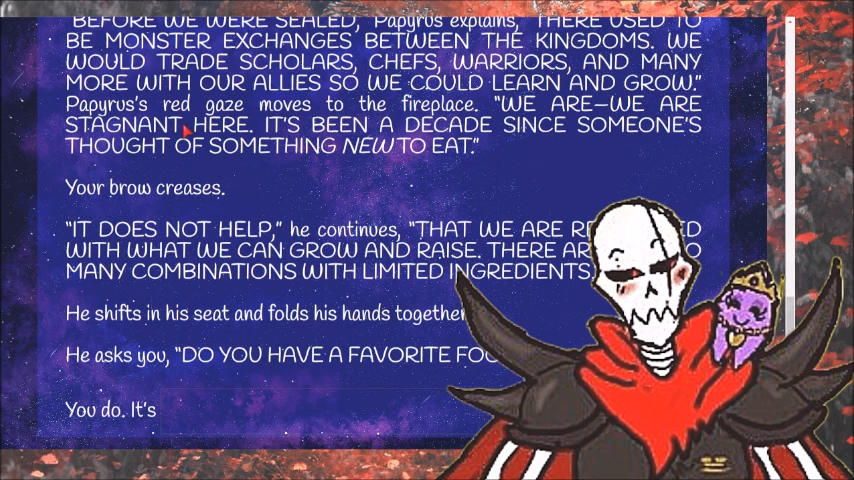 "BEFORE WE WERE SEALED," Papyrus explains, "THERE USED TO
BE MONSTER EXCHANGES BETWEEN THE KINGDOMS. WE
WOULD TRADE SCHOLARS, CHEFS, WARRIORS, AND MANY
MORE WITH OUR ALLIES SO WE COULD LEARN AND GROW."
Papyrus's red gaze moves to the fireplace. "WE ARE—WE ARE
STAGNANT HERE. IT'S BEEN A DECADE SINCE SOMEONE'S
THOUGHT OF SOMETHING NEW TO EAT."
Your brow creases.
"IT DOES NOT HELP," he continues, "THAT WE ARE
WITH WHAT WE CAN GROW AND RAISE. THERE
MANY COMBINATIONS WITH LIMITED INGREDIENTS
He shifts in his seat and folds his hands together
He asks you, "DO YOU HAVE A FAVORITE
You do. It's